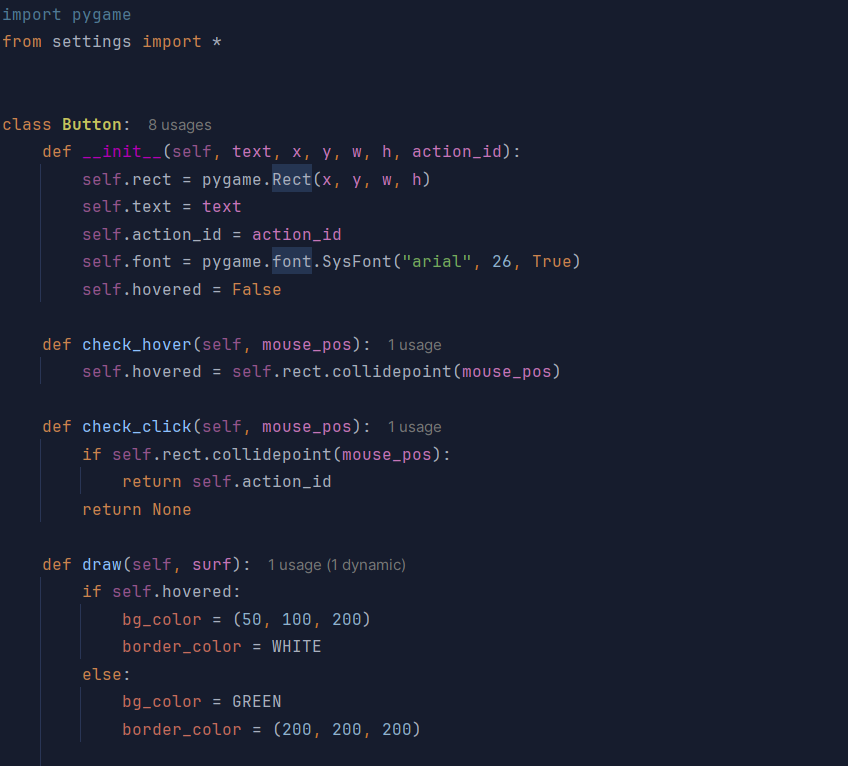 import pygame
from settings import *
class Button: 8 usages
def __init__(self, text, x, y, w, h, action_id):
self.rect = pygame.Rect(x, y, w, h)
self.text = text
self.action_id = action_id
self.font = pygame.font.SysFont("arial", 26, True)
self.hovered = False
def check_hover(self, mouse_pos): 1 usage
self.hovered = self.rect.collidepoint(mouse_pos)
def check_click(self, mouse_pos): 1 usage
if self.rect.collidepoint(mouse_pos):
return self.action_id
return None
def draw(self, surf): 1 usage (1 dynamic)
if self.hovered:
bg_color = (50, 100, 200)
border_color = WHITE
else:
bg_color = GREEN
border_color = (200, 200, 200)